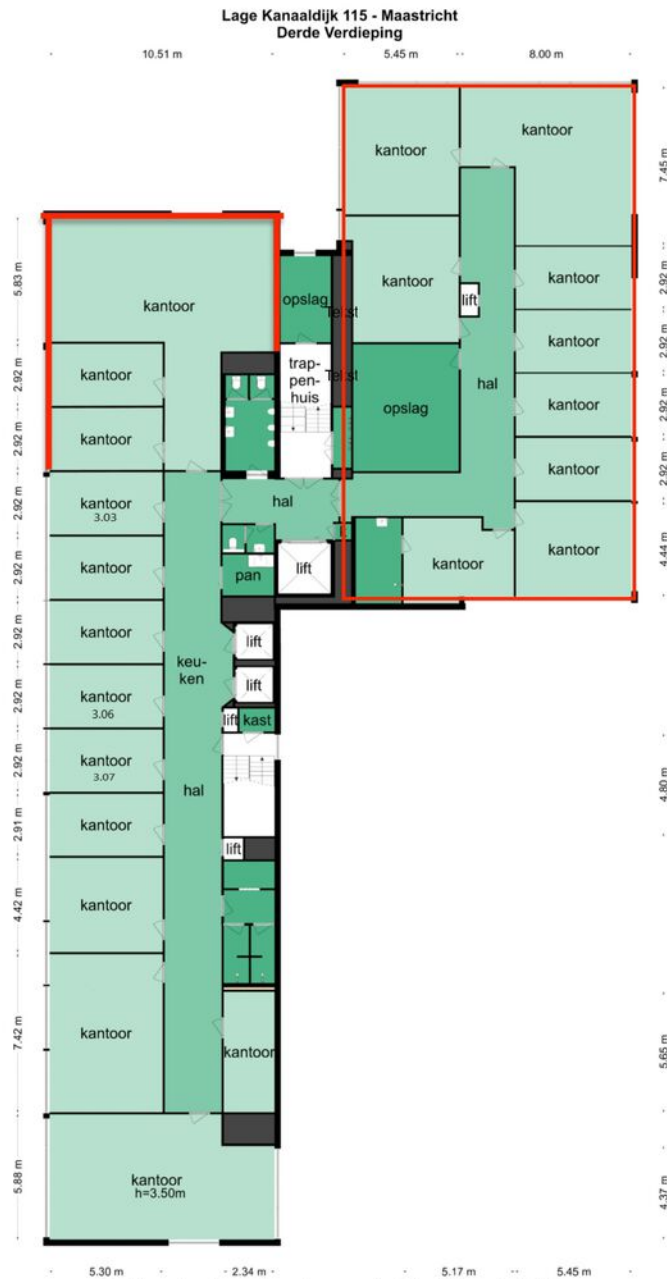 Lage Kanaaldijk 115 - Maastricht
Derde Verdieping
10.51 m
5.45 m
8.00 m
kantoor
kantoor
7.45 m
5.83 m
kantoor
opslag
Tekst
kantoor
lift
kantoor
2.92 m
kantoor
2.92 m
kantoor
trap-
pen-
huis
Tekst
opslag
hal
kantoor
2.92 m
2.92 m
kantoor
kantoor
2.92 m
2.92 m
kantoor
3.03
hal
kantoor
kantoor
4.44 m
2.92 m
kantoor
pan
lift
2.92 m
kantoor
keu-
ken
lift
2.92 m
kantoor
3.06
lift
2.92 m
lift
kast
kantoor
3.07
hal
2.92 m
4.80 m
kantoor
2.91 m
lift
kantoor
4.42 m
kantoor
7.42 m
kantoor
5.65 m
kantoor
h=3.50m
5.88 m
4.37 m
5.30 m
2.34 m
5.17 m
5.45 m